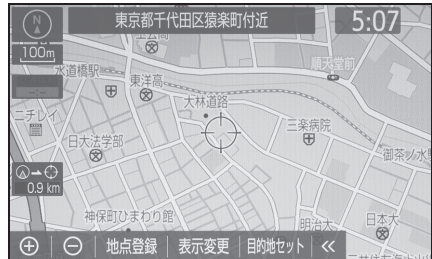 N
東京都千代田区猿楽町付近
5:07
100m
順天堂前
水道橋駅
東洋高
大林道路
ニチレイ
三楽病院
日大法学部
御茶ノ水
0.9 km
神保町ひまわり館
明治大
日本大
地点登録
表示変更
目的地セット